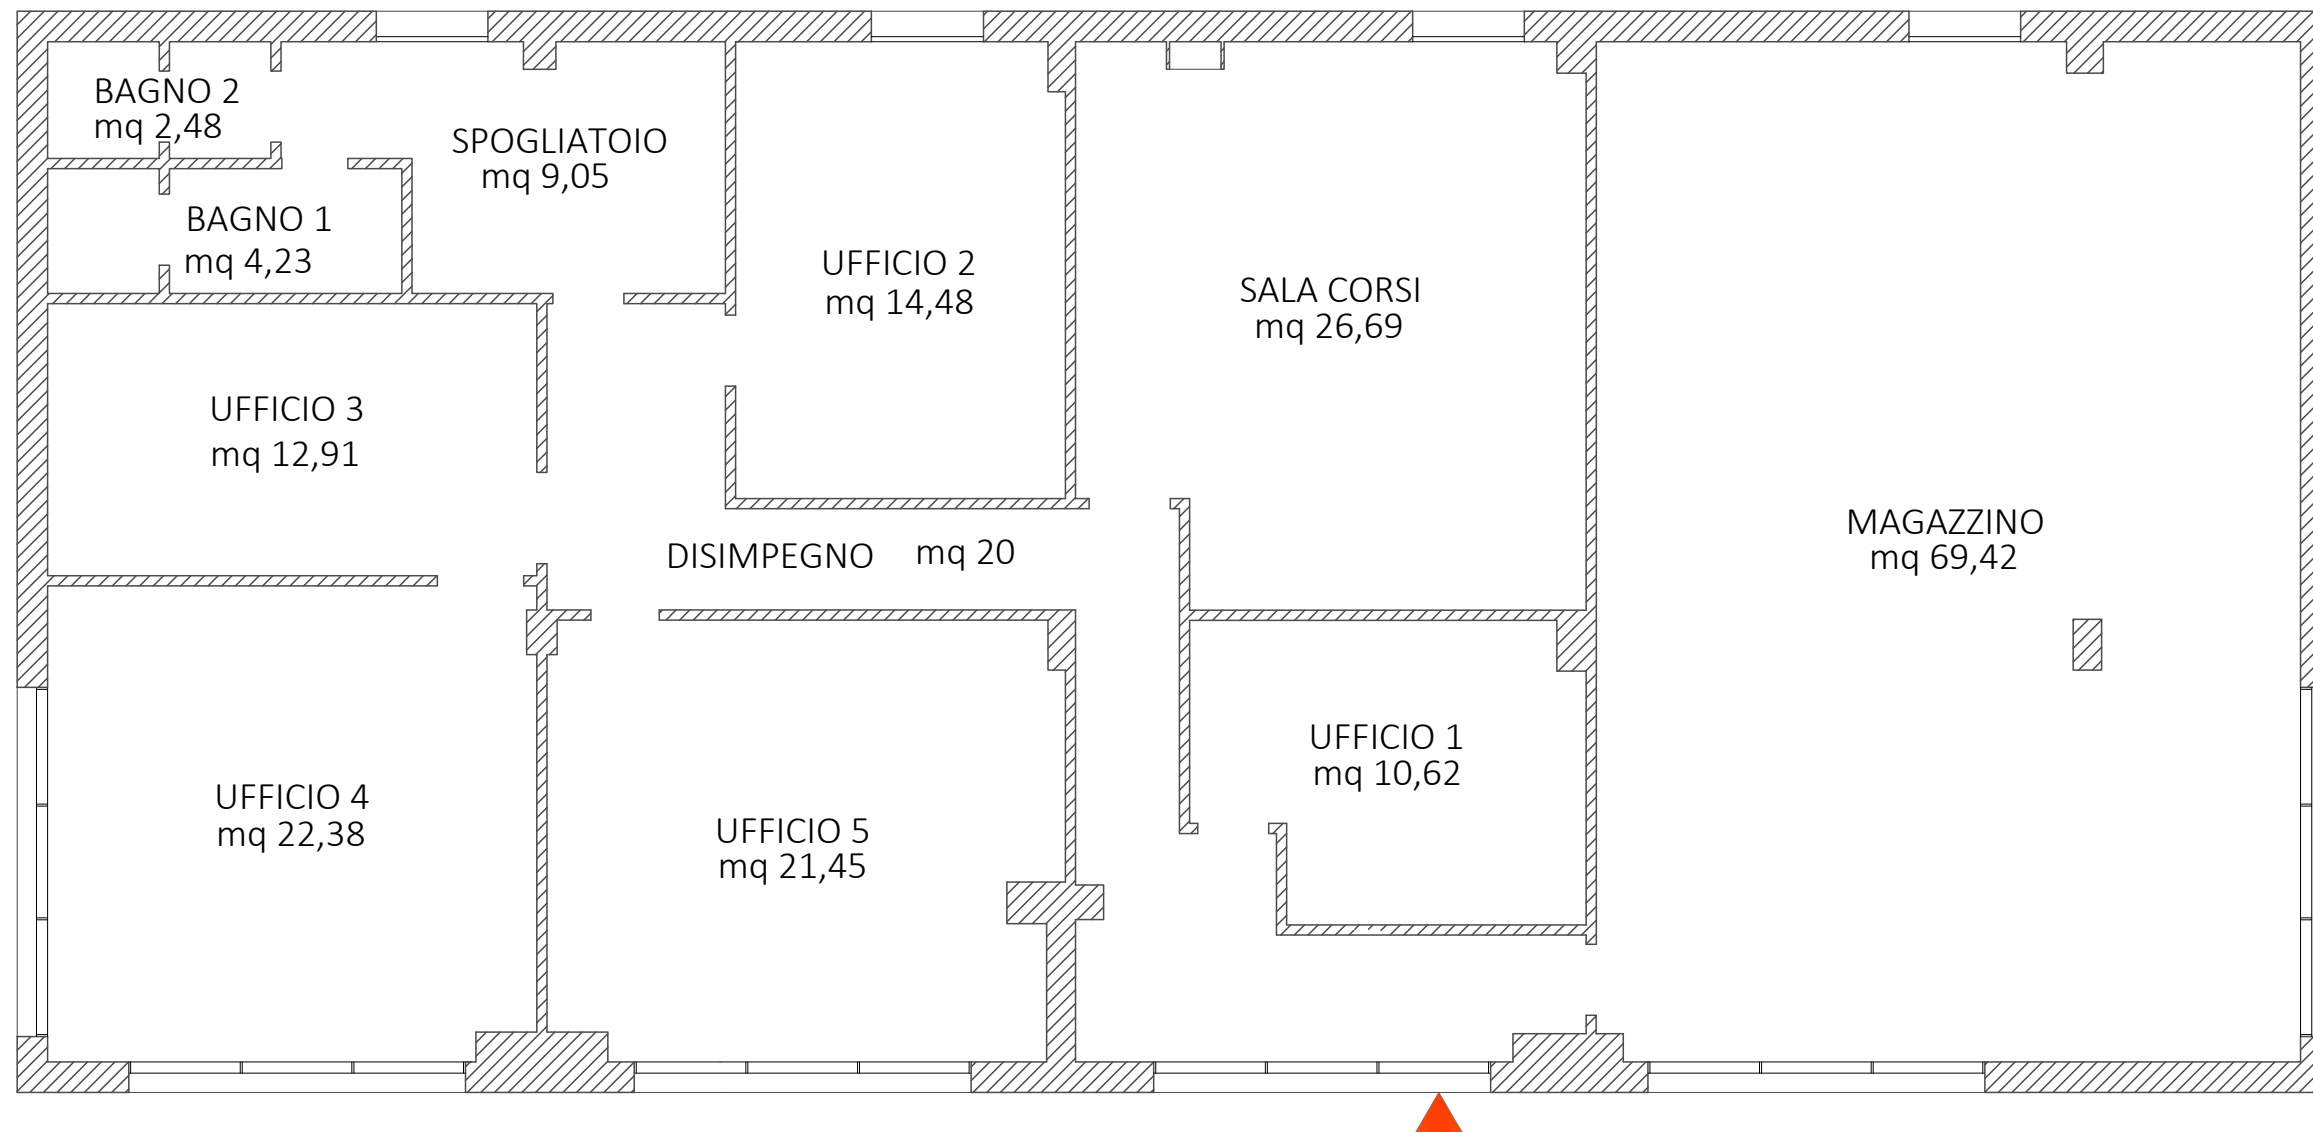 BAGNO 2
mq 2,48
SPOGLIATOIO
mq 9,05
BAGNO 1
mq 4,23
UFFICIO 2
mq 14,48
SALA CORSI
mq 26,69
UFFICIO 3
mq 12,91
DISIMPEGNO mq 20
MAGAZZINO
mq 69,42
UFFICIO 1
mq 10,62
UFFICIO 4
mq 22,38
UFFICIO 5
mq 21,45